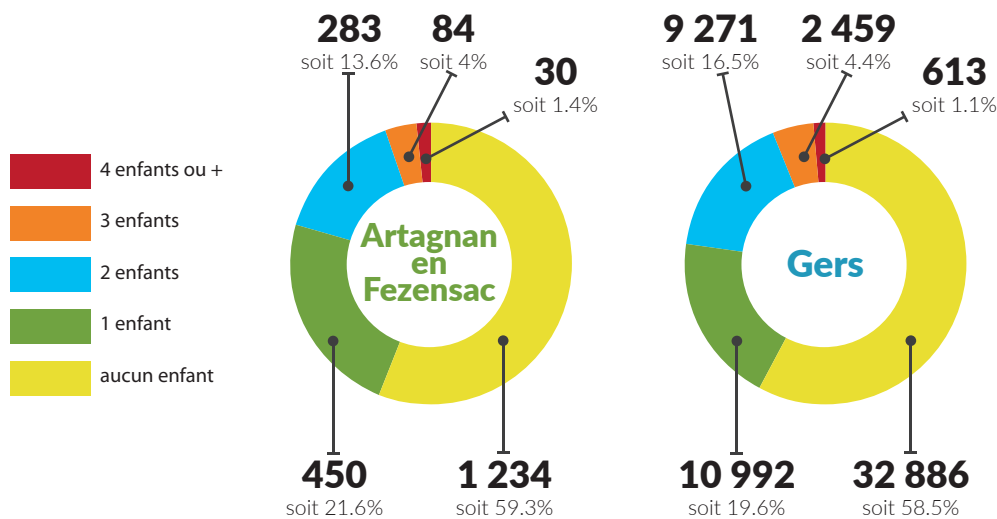 283
soit 13.6%
84
soit 4%
30
soit 1.4%
9 271
soit 16.5%
2 459
soit 4.4%
613
soit 1.1%
4 enfants ou +
3 enfants
2 enfants
1 enfant
aucun enfant
Artagnan
en
Fezensac
Gers
450
soit 21.6%
1 234
soit 59.3%
10 992
soit 19.6%
32 886
soit 58.5%